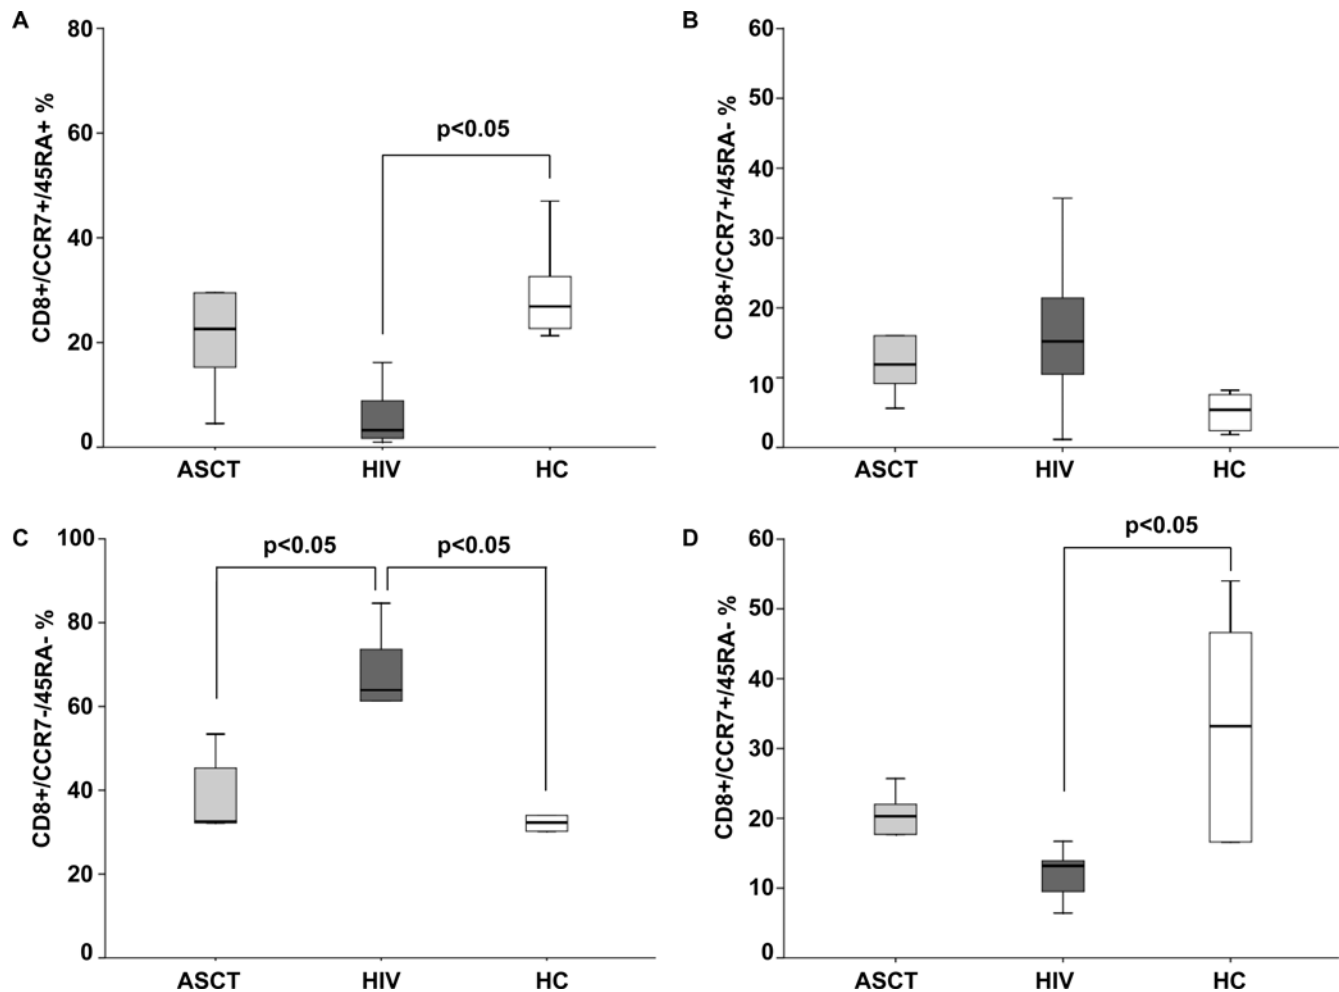 A
CD8+/CCR7+/45RA+ %
80
60
40
20
0
p<0.05
ASCT HIV HC
B
CD8+/CCR7+/45RA- %
60
50
40
30
20
10
0
ASCT HIV HC
C
CD8+/CCR7-/45RA- %
100
80
60
40
20
0
p<0.05 p<0.05
ASCT HIV HC
D
CD8+/CCR7+/45RA- %
60
50
40
30
20
10
0
p<0.05
ASCT HIV HC